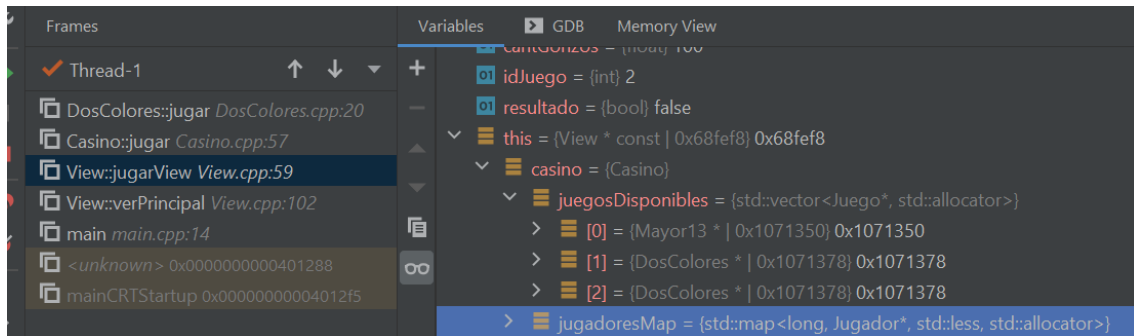 Frames
Variables GDB Memory View
cantGonzos = {float} 100
Thread-1
idJuego = {int} 2
resultado = {bool} false
DosColores::jugar DosColores.cpp:20
Casino::jugar Casino.cpp:57
this = {View * const | 0x68fef8} 0x68fef8
View::jugarView View.cpp:59
casino = {Casino}
View::verPrincipal View.cpp:102
juegosDisponibles = {std::vector<Juego*, std::allocator>}
main main.cpp:14
[0] = {Mayor13 * | 0x1071350} 0x1071350
<unknown> 0x0000000000401288
[1] = {DosColores * | 0x1071378} 0x1071378
mainCRTStartup 0x00000000004012f5
[2] = {DosColores * | 0x1071378} 0x1071378
jugadoresMap = {std::map<long, Jugador*, std::less, std::allocator>}